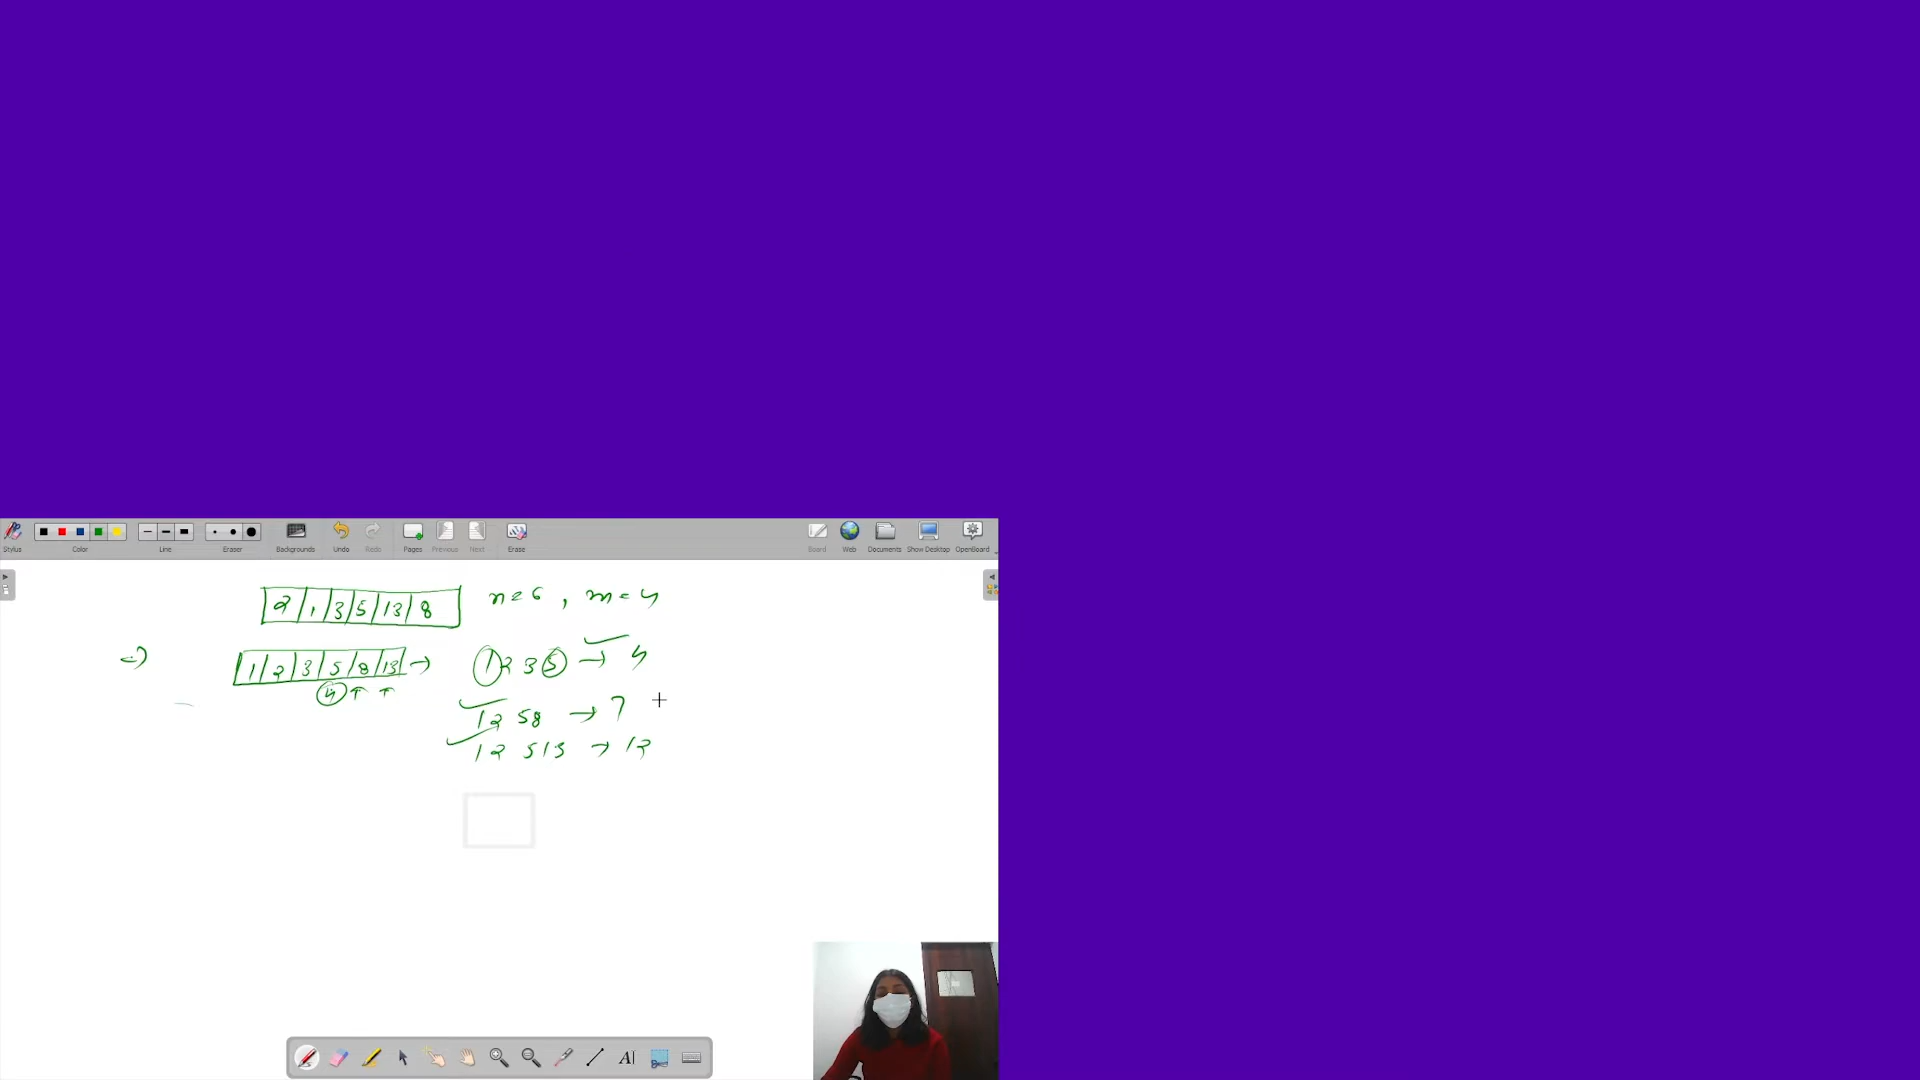 Stylus Color Line Eraser Backgrounds Undo Redo Pages Previous Next Erase Board Web Documents Show Desktop OpenBoard
2 1 3 5 13 8 n = 6 , m = 4
=> 1 2 3 5 8 13 → 1 2 3 5 → 4
4 ↑ ↑
1 2 5 8 → 7
1 2 5 13 → 12
A